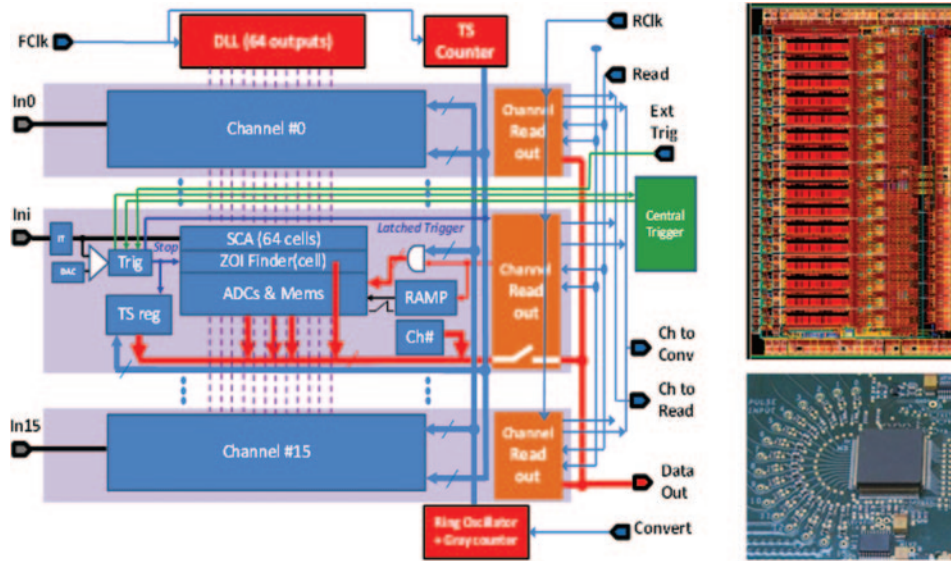 FClk
DLL (64 outputs)
TS
Counter
RClk
Read
Ext
Trig
In0
Channel #0
Channel
Read
out
Central
Trigger
Ini
IT
DAC
Trig
Stop
SCA (64 cells)
ZOI Finder(cell)
ADCs & Mems
Latched Trigger
RAMP
TS reg
Ch#
Channel
Read
out
Ch to
Conv
Ch to
Read
In15
Channel #15
Channel
Read
out
Data
Out
Ring Oscillator
+ Gray counter
Convert
PULSE
INPUT